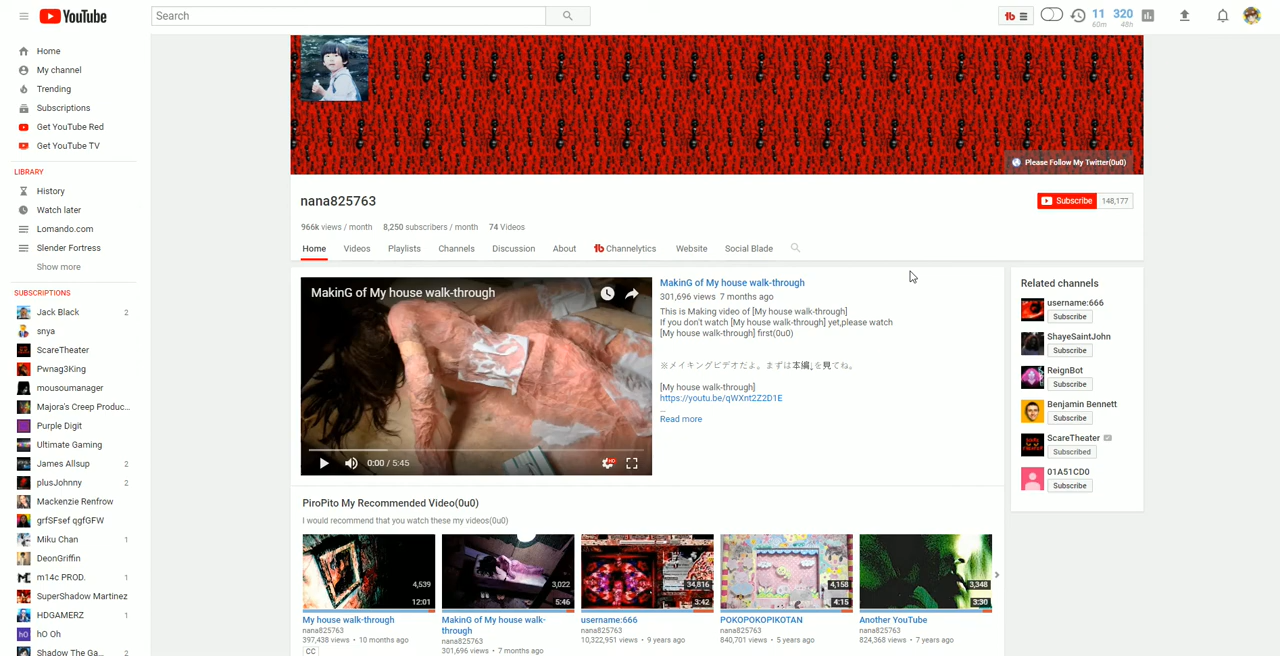 YouTube
Search
11
60m
320
48h
Home
My channel
Trending
Subscriptions
Get YouTube Red
Get YouTube TV
LIBRARY
History
Watch later
Lomando.com
Slender Fortress
Show more
SUBSCRIPTIONS
Jack Black 2
snya
ScareTheater
Pwnag3King
mousoumanager
Majora's Creep Produc...
Purple Digit
Ultimate Gaming
James Allsup 2
plusJohnny 2
Mackenzie Renfrow
grfSFsef qgfGFW
Miku Chan 1
DeonGriffin
m14c PROD. 1
SuperShadow Martinez
HDGAMERZ 1
hO Oh
Shadow The Ga... 2
Please Follow My Twitter(0u0)
nana825763
Subscribe 148,177
966k views / month 8,250 subscribers / month 74 Videos
Home Videos Playlists Channels Discussion About Channelytics Website Social Blade
MakinG of My house walk-through
0:00 / 5:45
MakinG of My house walk-through
301,696 views 7 months ago
This is Making video of [My house walk-through]
If you don't watch [My house walk-through] yet,please watch
[My house walk-through] first(0u0)
※メイキングビデオだよ。まずは本編↓を見てね。
[My house walk-through]
https://youtu.be/qWXnt2Z2D1E
...
Read more
Related channels
username:666
Subscribe
ShayeSaintJohn
Subscribe
ReignBot
Subscribe
Benjamin Bennett
Subscribe
ScareTheater
Subscribed
01A51CD0
Subscribe
PiroPito My Recommended Video(0u0)
I would recommend that you watch these my videos(0u0)
4,539
12:01
My house walk-through
nana825763
397,438 views • 10 months ago
CC
3,022
5:46
MakinG of My house walk-through
nana825763
301,696 views • 7 months ago
34,816
3:42
username:666
nana825763
10,322,951 views • 9 years ago
4,158
4:15
POKOPOKOPIKOTAN
nana825763
840,701 views • 5 years ago
3,348
3:30
Another YouTube
nana825763
824,368 views • 7 years ago